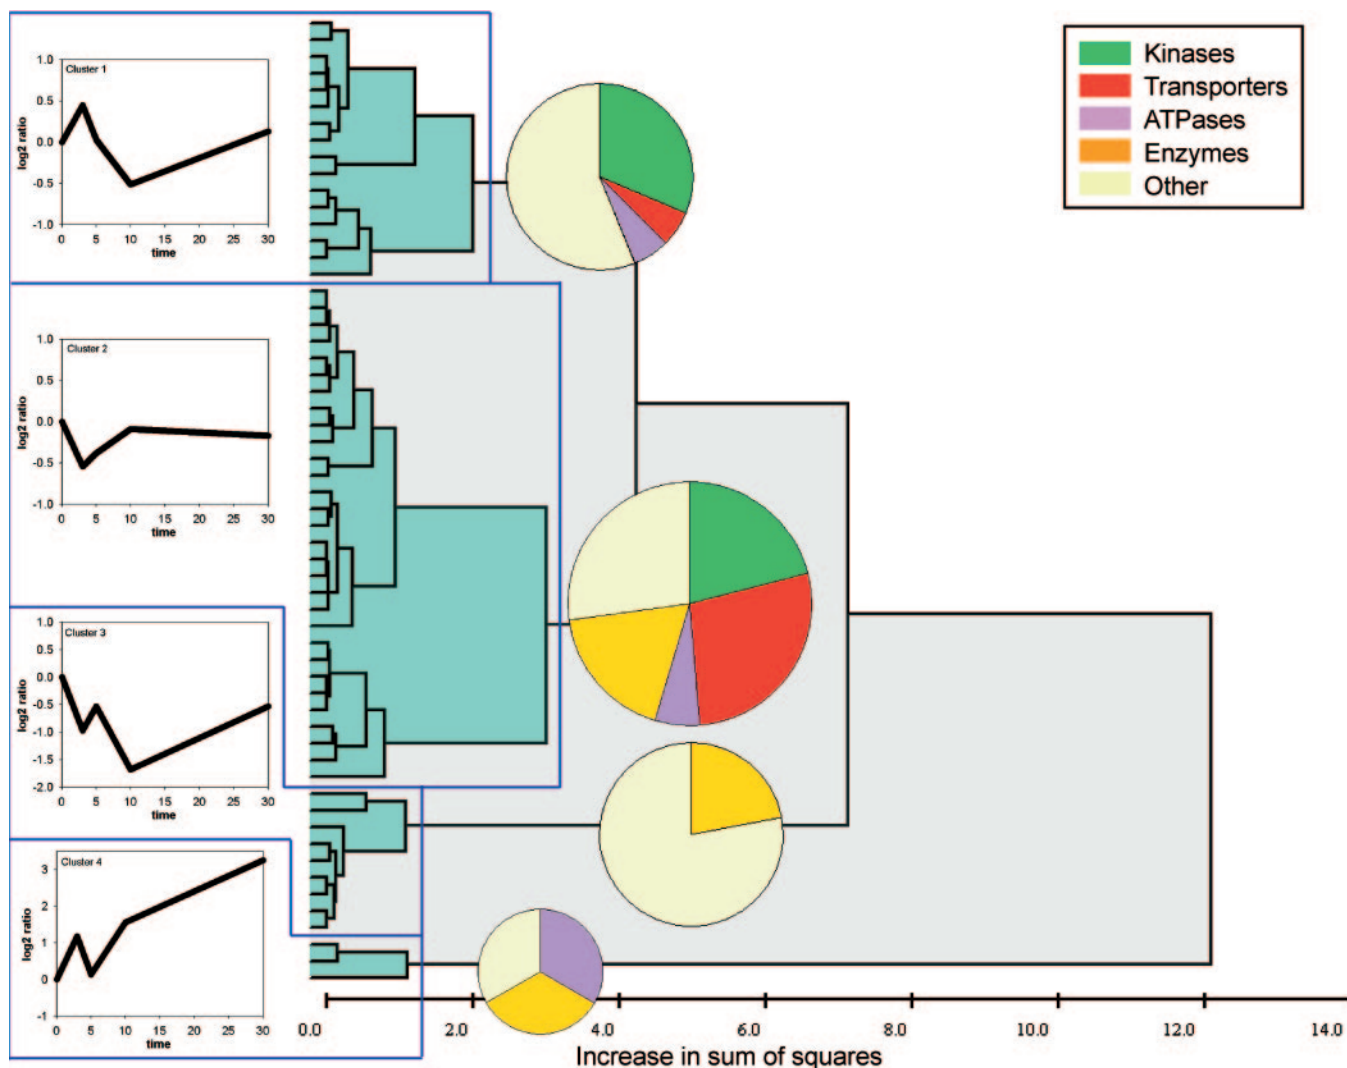 Kinases
Transporters
ATPases
Enzymes
Other
Cluster 1
log2 ratio
1.0
0.5
0.0
-0.5
-1.0
0 5 10 15 20 25 30
time
Cluster 2
log2 ratio
1.0
0.5
0.0
-0.5
-1.0
0 5 10 15 20 25 30
time
Cluster 3
log2 ratio
1.0
0.0
-0.5
-1.0
-1.5
-2.0
0 5 10 15 20 25 30
time
Cluster 4
log2 ratio
3
2
1
0
-1
0 5 10 15 20 25 30
time
0.0 2.0 4.0 6.0 8.0 10.0 12.0 14.0
Increase in sum of squares